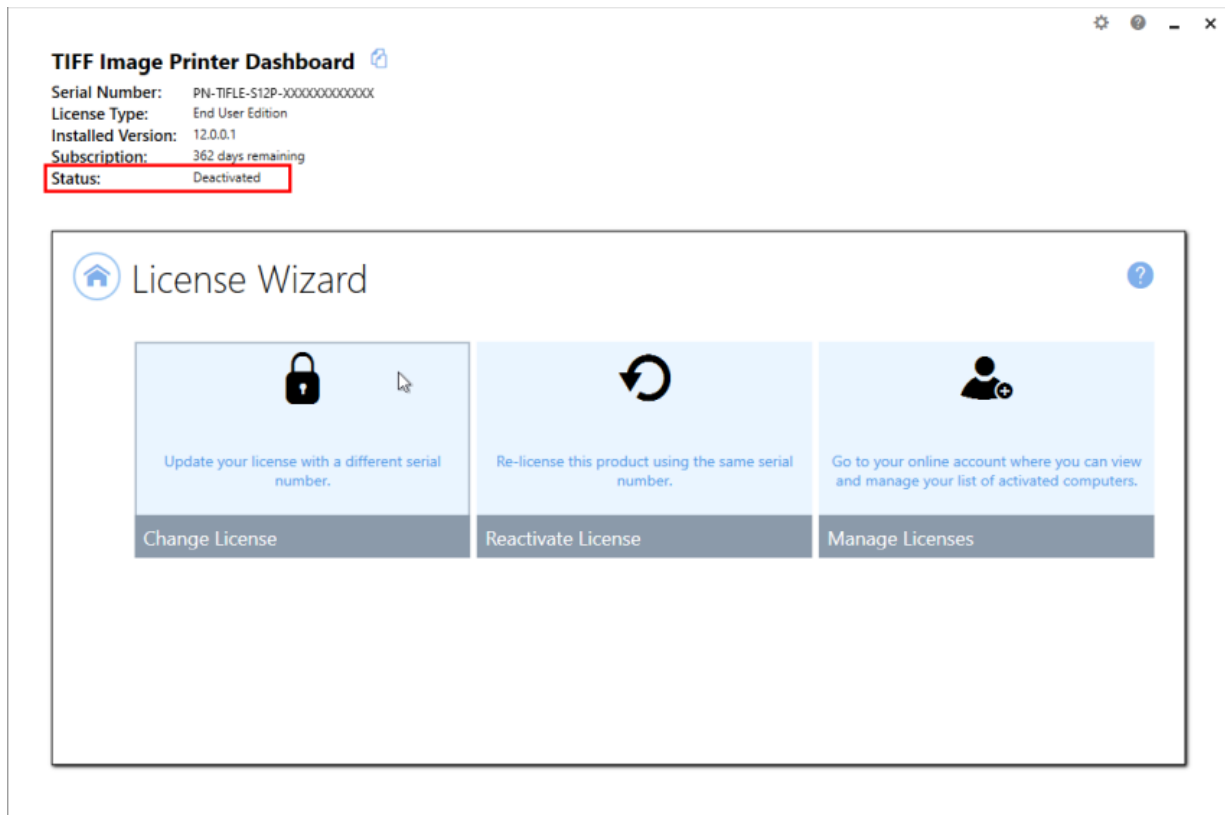 TIFF Image Printer Dashboard
Serial Number: PN-TIFLE-S12P-XXXXXXXXXXXX
License Type: End User Edition
Installed Version: 12.0.0.1
Subscription: 362 days remaining
Status: Deactivated
License Wizard
Update your license with a different serial
number.
Change License
Re-license this product using the same serial
number.
Reactivate License
Go to your online account where you can view
and manage your list of activated computers.
Manage Licenses